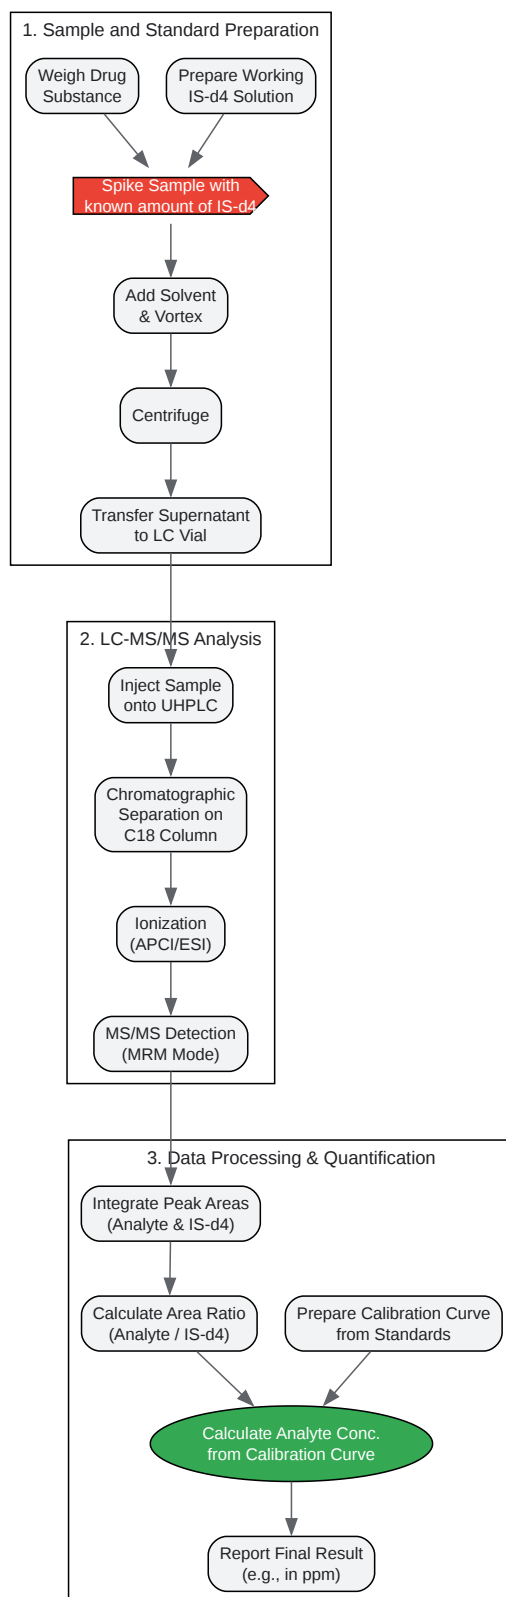 1. Sample and Standard Preparation
Weigh Drug
Substance
Prepare Working
IS-d4 Solution
Spike Sample with
known amount of IS-d4
Add Solvent
& Vortex
Centrifuge
Transfer Supernatant
to LC Vial
2. LC-MS/MS Analysis
Inject Sample
onto UHPLC
Chromatographic
Separation on
C18 Column
Ionization
(APCI/ESI)
MS/MS Detection
(MRM Mode)
3. Data Processing & Quantification
Integrate Peak Areas
(Analyte & IS-d4)
Calculate Area Ratio
(Analyte / IS-d4)
Prepare Calibration Curve
from Standards
Calculate Analyte Conc.
from Calibration Curve
Report Final Result
(e.g., in ppm)